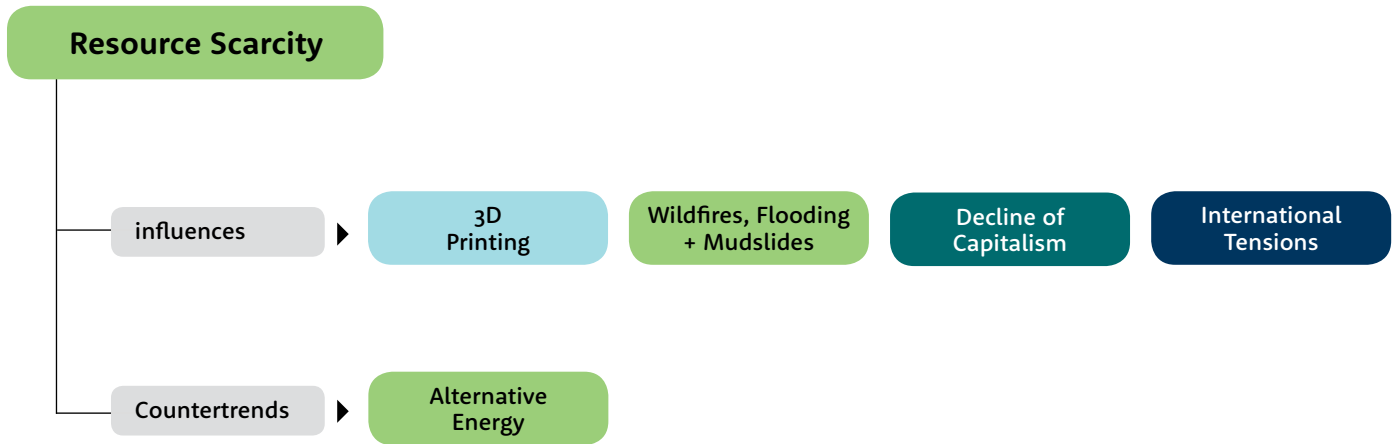 Resource Scarcity
influences
3D
Printing
Wildfires, Flooding
+ Mudslides
Decline of
Capitalism
International
Tensions
Countertrends
Alternative
Energy